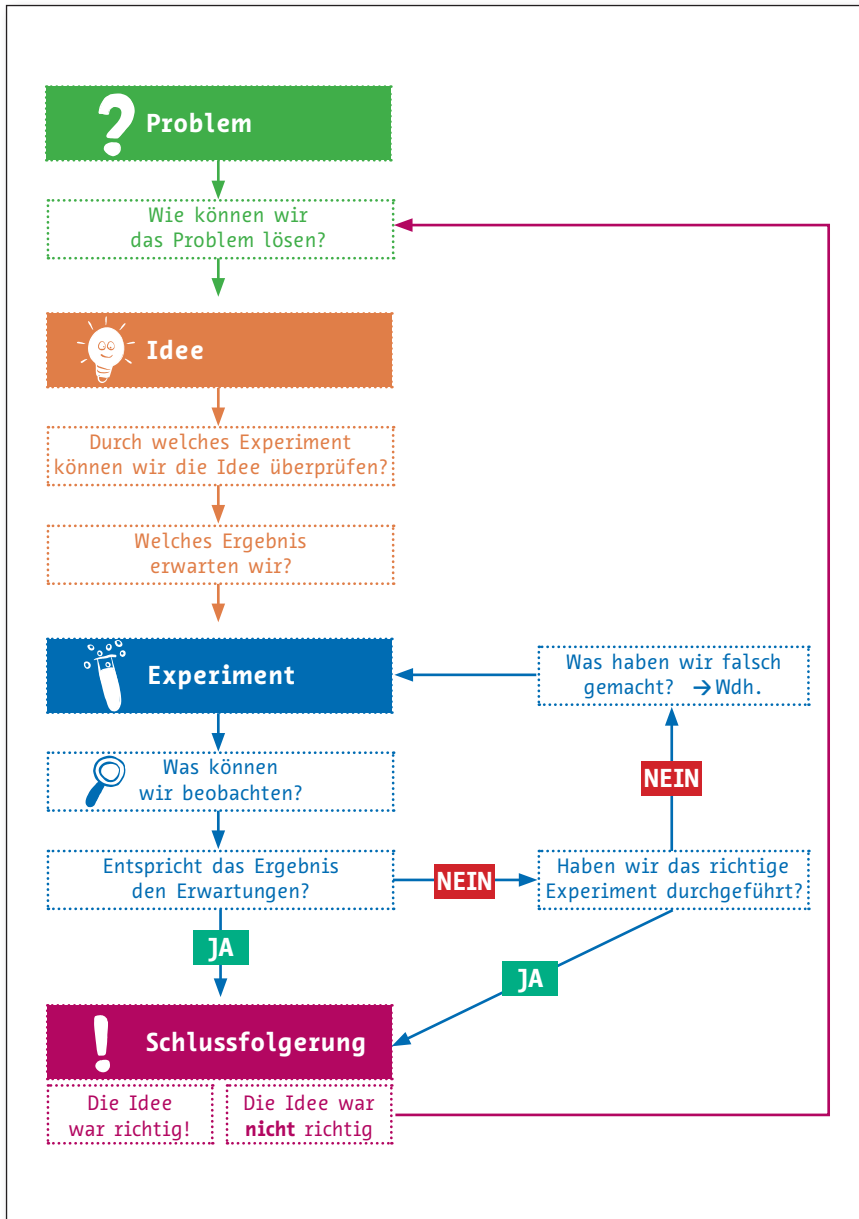 ?
Problem
Wie können wir
das Problem lösen?
Idee
Durch welches Experiment
können wir die Idee überprüfen?
Welches Ergebnis
erwarten wir?
Experiment
Was haben wir falsch
gemacht? → Wdh.
Was können
wir beobachten?
NEIN
Entspricht das Ergebnis
den Erwartungen?
NEIN
Haben wir das richtige
Experiment durchgeführt?
JA
JA
!
Schlussfolgerung
Die Idee
war richtig!
Die Idee war
nicht richtig